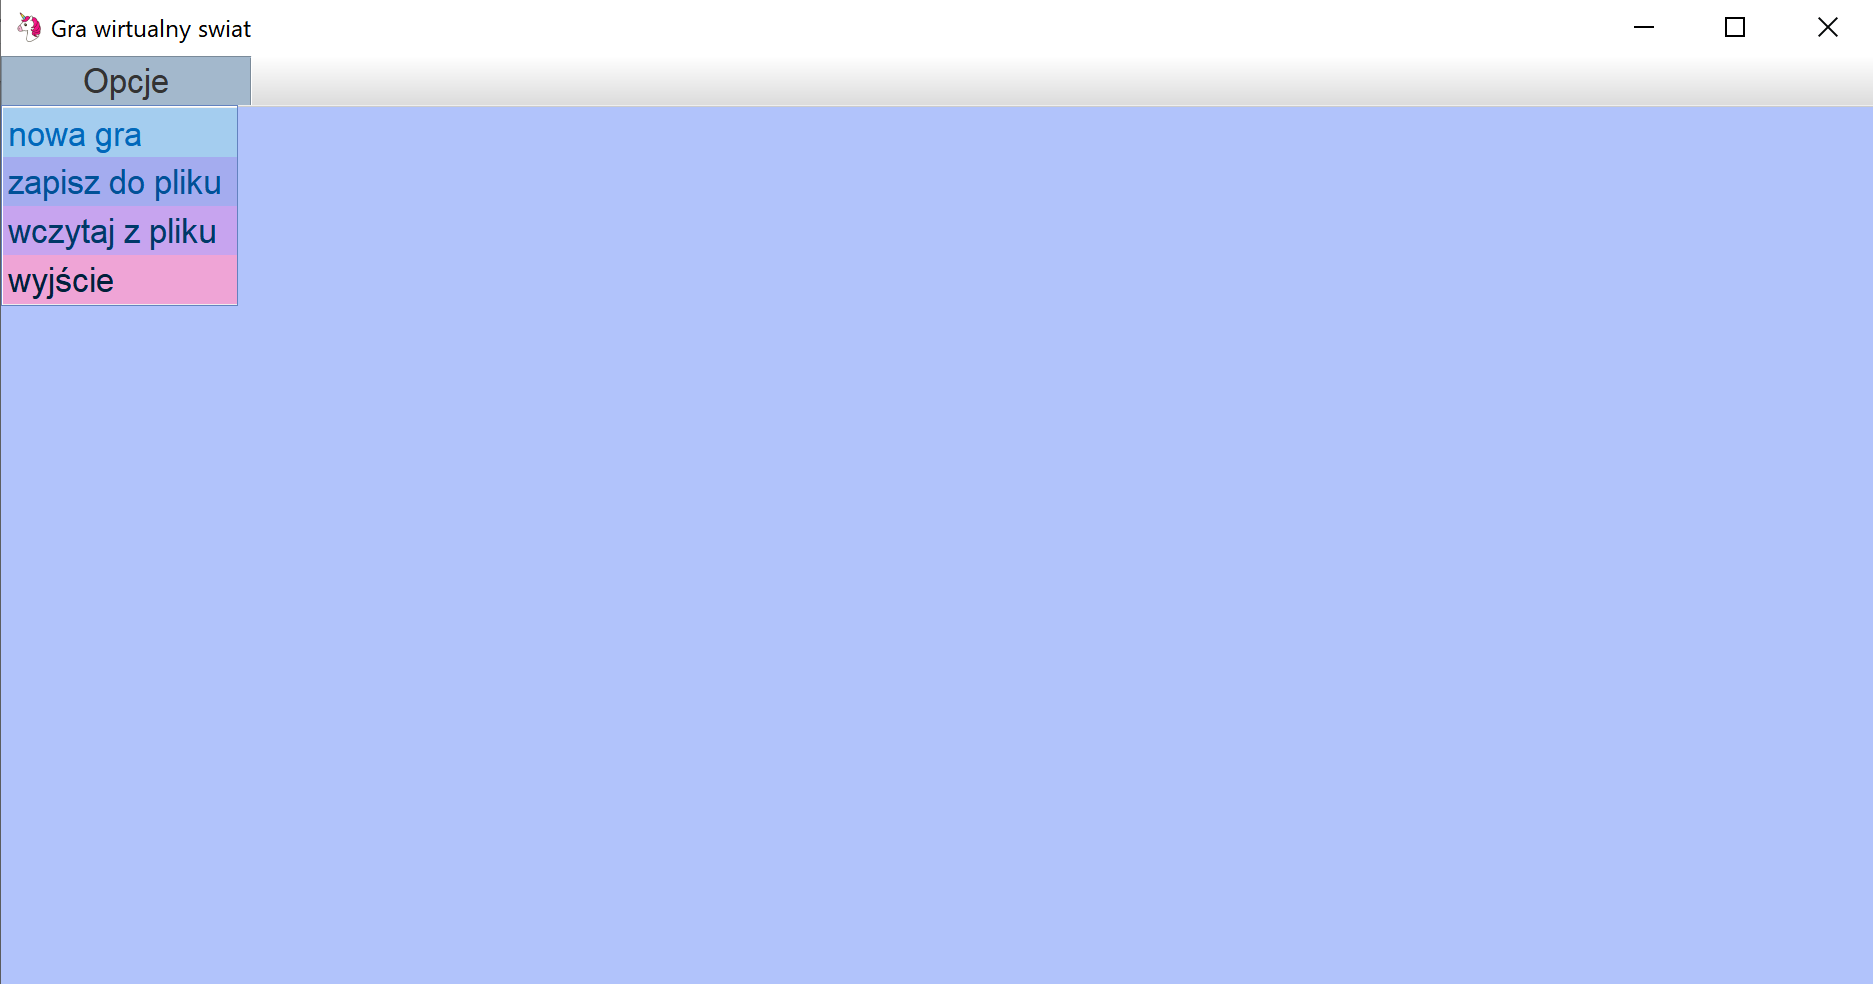 Gra wirtualny swiat
Opcje
nowa gra
zapisz do pliku
wczytaj z pliku
wyjście